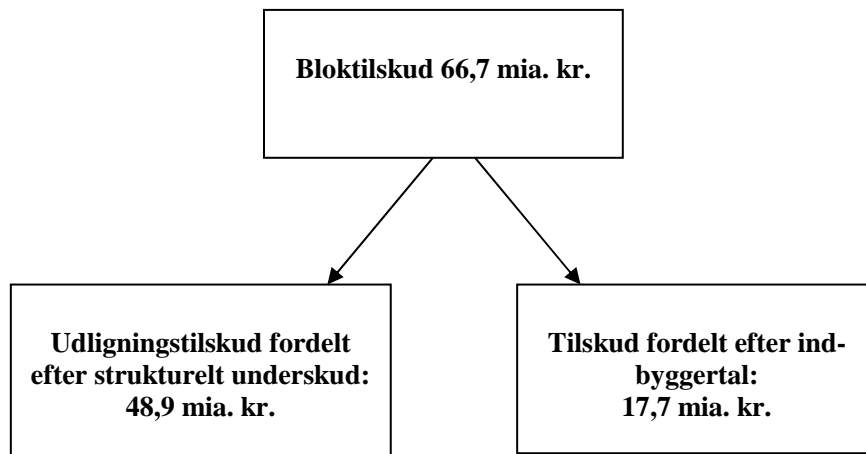 Bloktilskud 66,7 mia. kr.
Udligningstilskud fordelt
efter strukturelt underskud:
48,9 mia. kr.
Tilskud fordelt efter ind-
byggertal:
17,7 mia. kr.